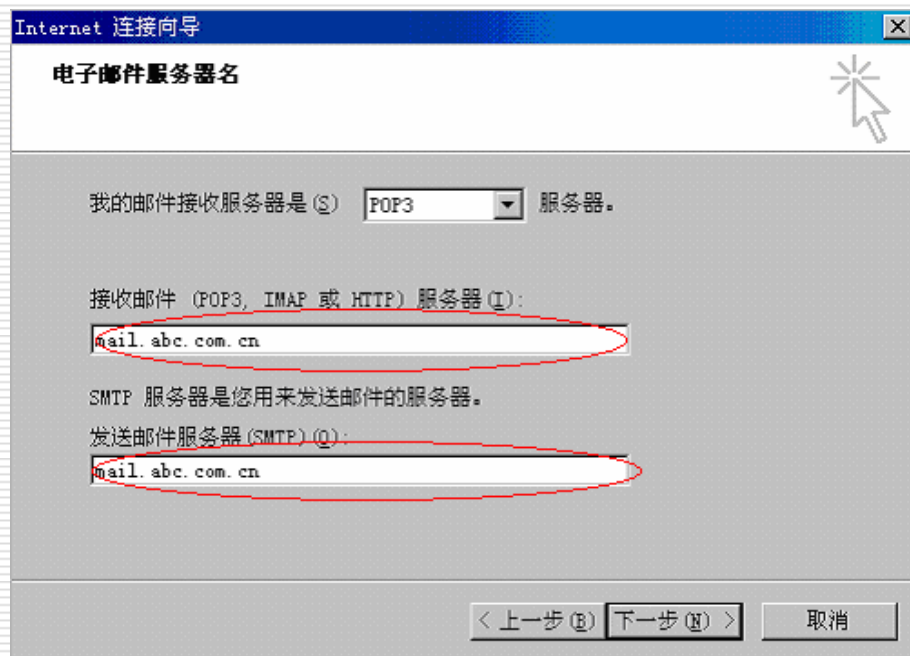 Internet 连接向导
电子邮件服务器名
我的邮件接收服务器是(S) POP3 服务器。
接收邮件 (POP3, IMAP 或 HTTP) 服务器(I):
mail.abc.com.cn
SMTP 服务器是您用来发送邮件的服务器。
发送邮件服务器(SMTP)(O):
mail.abc.com.cn
< 上一步(B) 下一步(N) > 取消